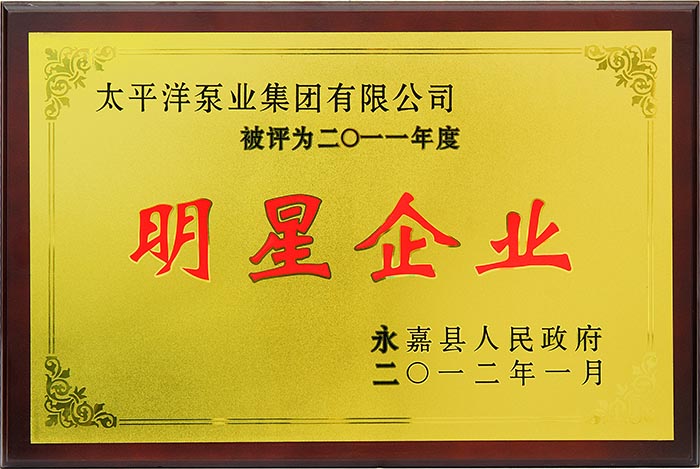 太平洋泵业集团有限公司
被评为二〇一一年度
明星企业
永嘉县人民政府
二〇一二年一月